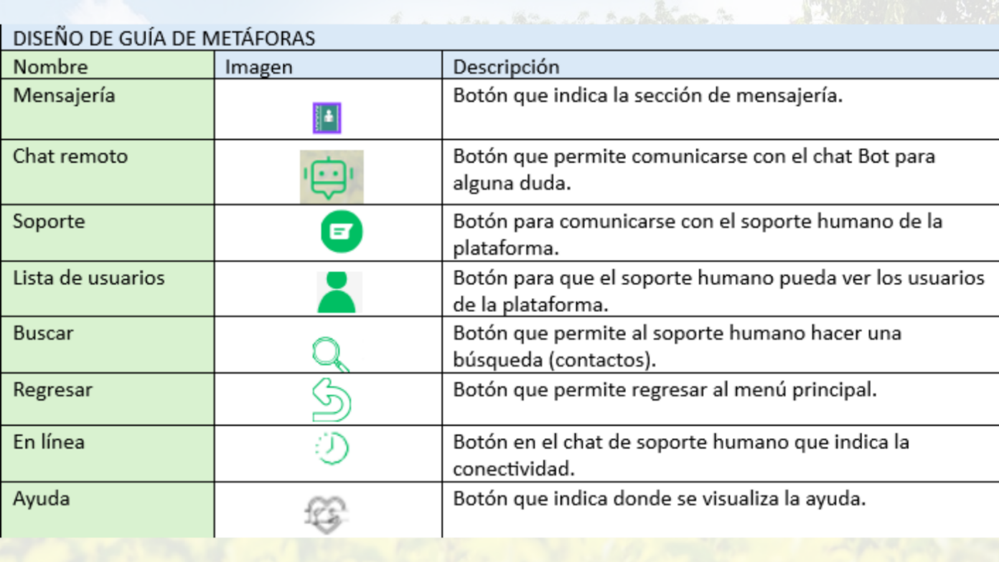 DISEÑO DE GUÍA DE METÁFORAS
Nombre Imagen Descripción
Mensajería Botón que indica la sección de mensajería.
Chat remoto Botón que permite comunicarse con el chat Bot para
alguna duda.
Soporte Botón para comunicarse con el soporte humano de la
plataforma.
Lista de usuarios Botón para que el soporte humano pueda ver los usuarios
de la plataforma.
Buscar Botón que permite al soporte humano hacer una
búsqueda (contactos).
Regresar Botón que permite regresar al menú principal.
En línea Botón en el chat de soporte humano que indica la
conectividad.
Ayuda Botón que indica donde se visualiza la ayuda.